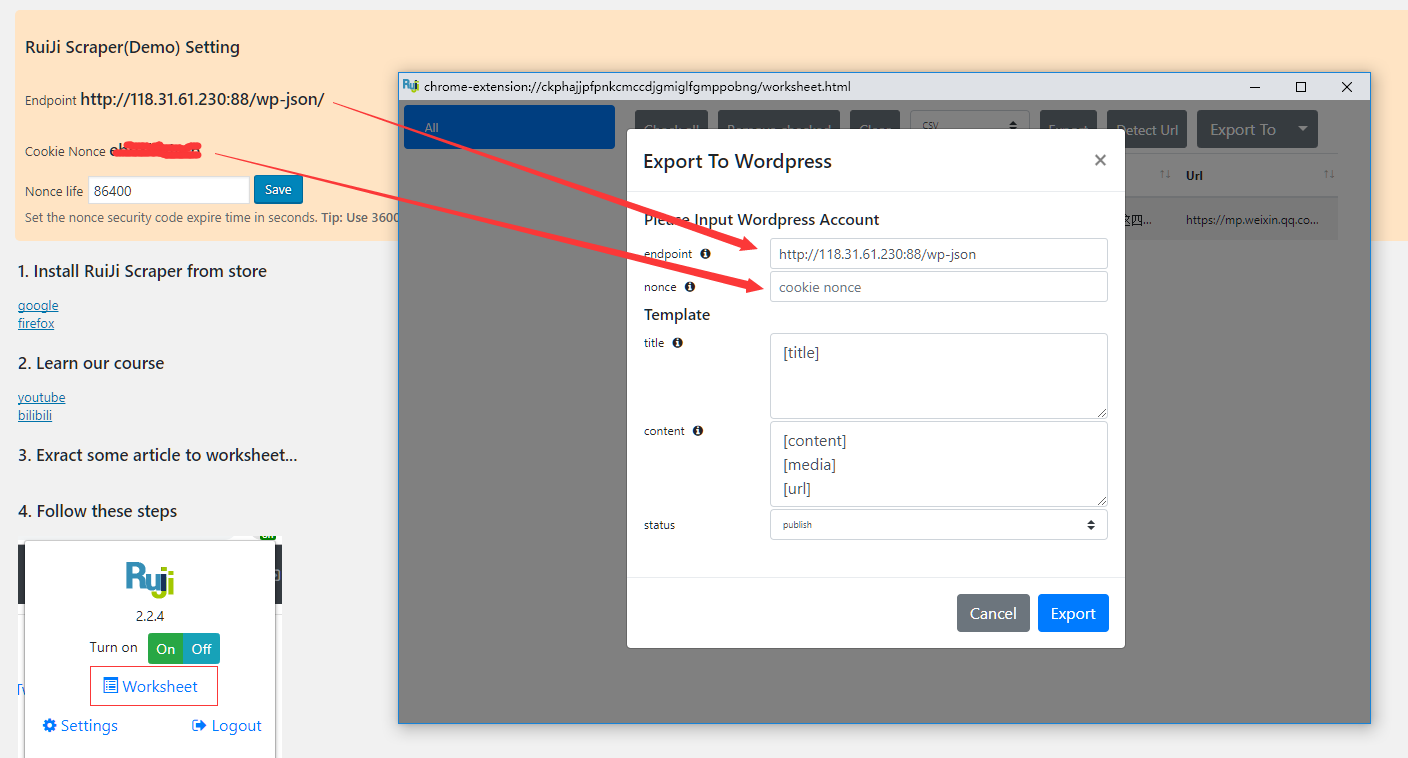 RuiJi Scraper(Demo) Setting
Endpoint http://118.31.61.230:88/wp-json/
Cookie Nonce
Nonce life 86400 Save
Set the nonce security code expire time in seconds. Tip: Use 3600
1. Install RuiJi Scraper from store
google
firefox
2. Learn our course
youtube
bilibili
3. Exract some article to worksheet...
4. Follow these steps
Ruiji
2.2.4
Turn on On Off
Worksheet
Settings Logout
Ruiji chrome-extension://ckphajjpfpnkcmccdjgmiglfgmppobng/worksheet.html
All
Check all Remove checked Close CSV Export Detect Url Export To
Url
https://mp.weixin.qq.co...
Export To Wordpress ×
Please Input Wordpress Account
endpoint http://118.31.61.230:88/wp-json
nonce cookie nonce
Template
title [title]
content [content]
[media]
[url]
status publish
Cancel Export